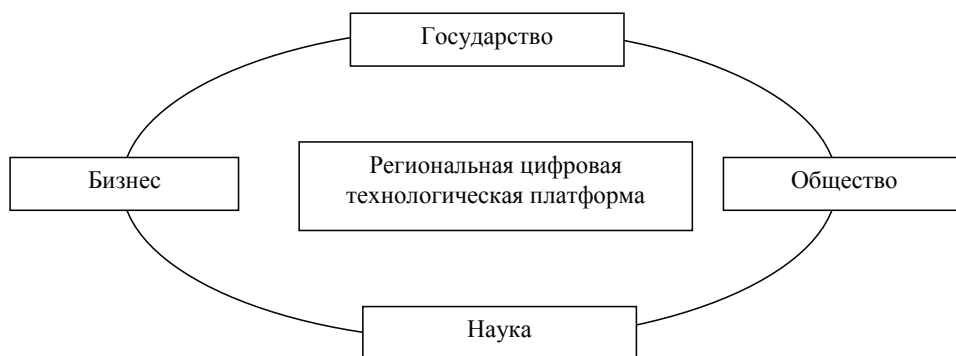 Государство
Региональная цифровая
технологическая платформа
Бизнес
Общество
Наука